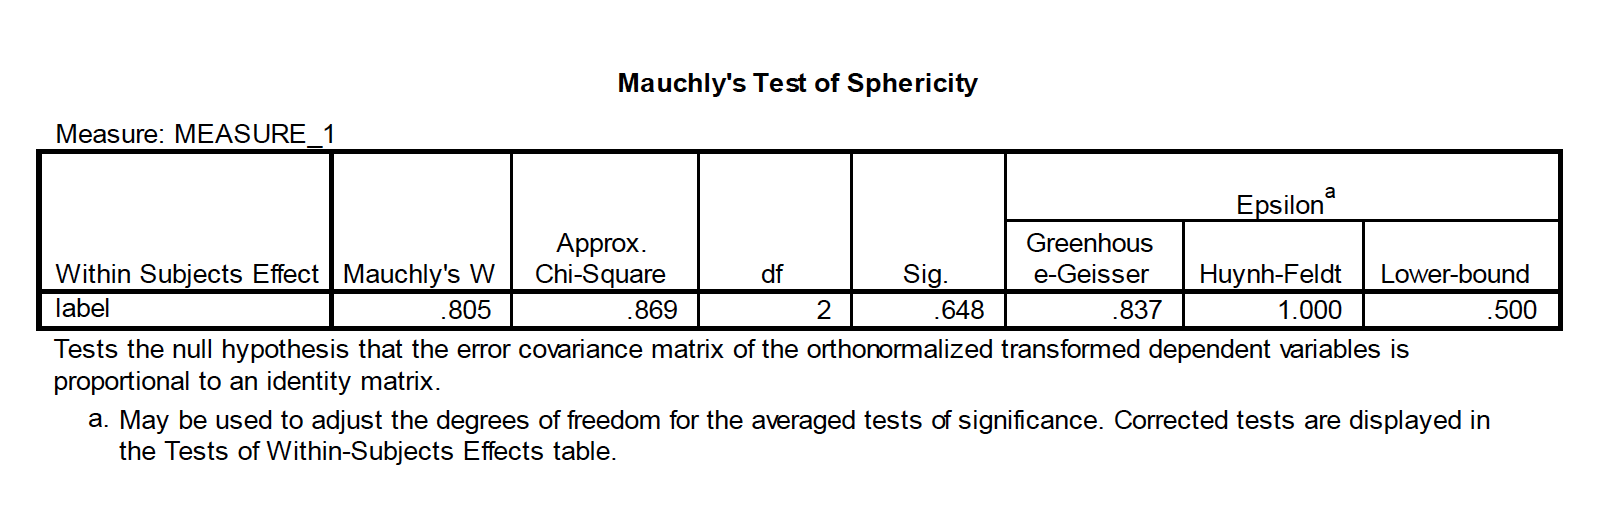 Mauchly's Test of Sphericity
Measure: MEASURE_1
Epsilon a
Approx.
Greenhous
Within Subjects Effect Mauchly's W Chi-Square df Sig. e-Geisser Huynh-Feldt Lower-bound
label .805 .869 2 .648 .837 1.000 .500
Tests the null hypothesis that the error covariance matrix of the orthonormalized transformed dependent variables is
proportional to an identity matrix.
a. May be used to adjust the degrees of freedom for the averaged tests of significance. Corrected tests are displayed in
the Tests of Within-Subjects Effects table.